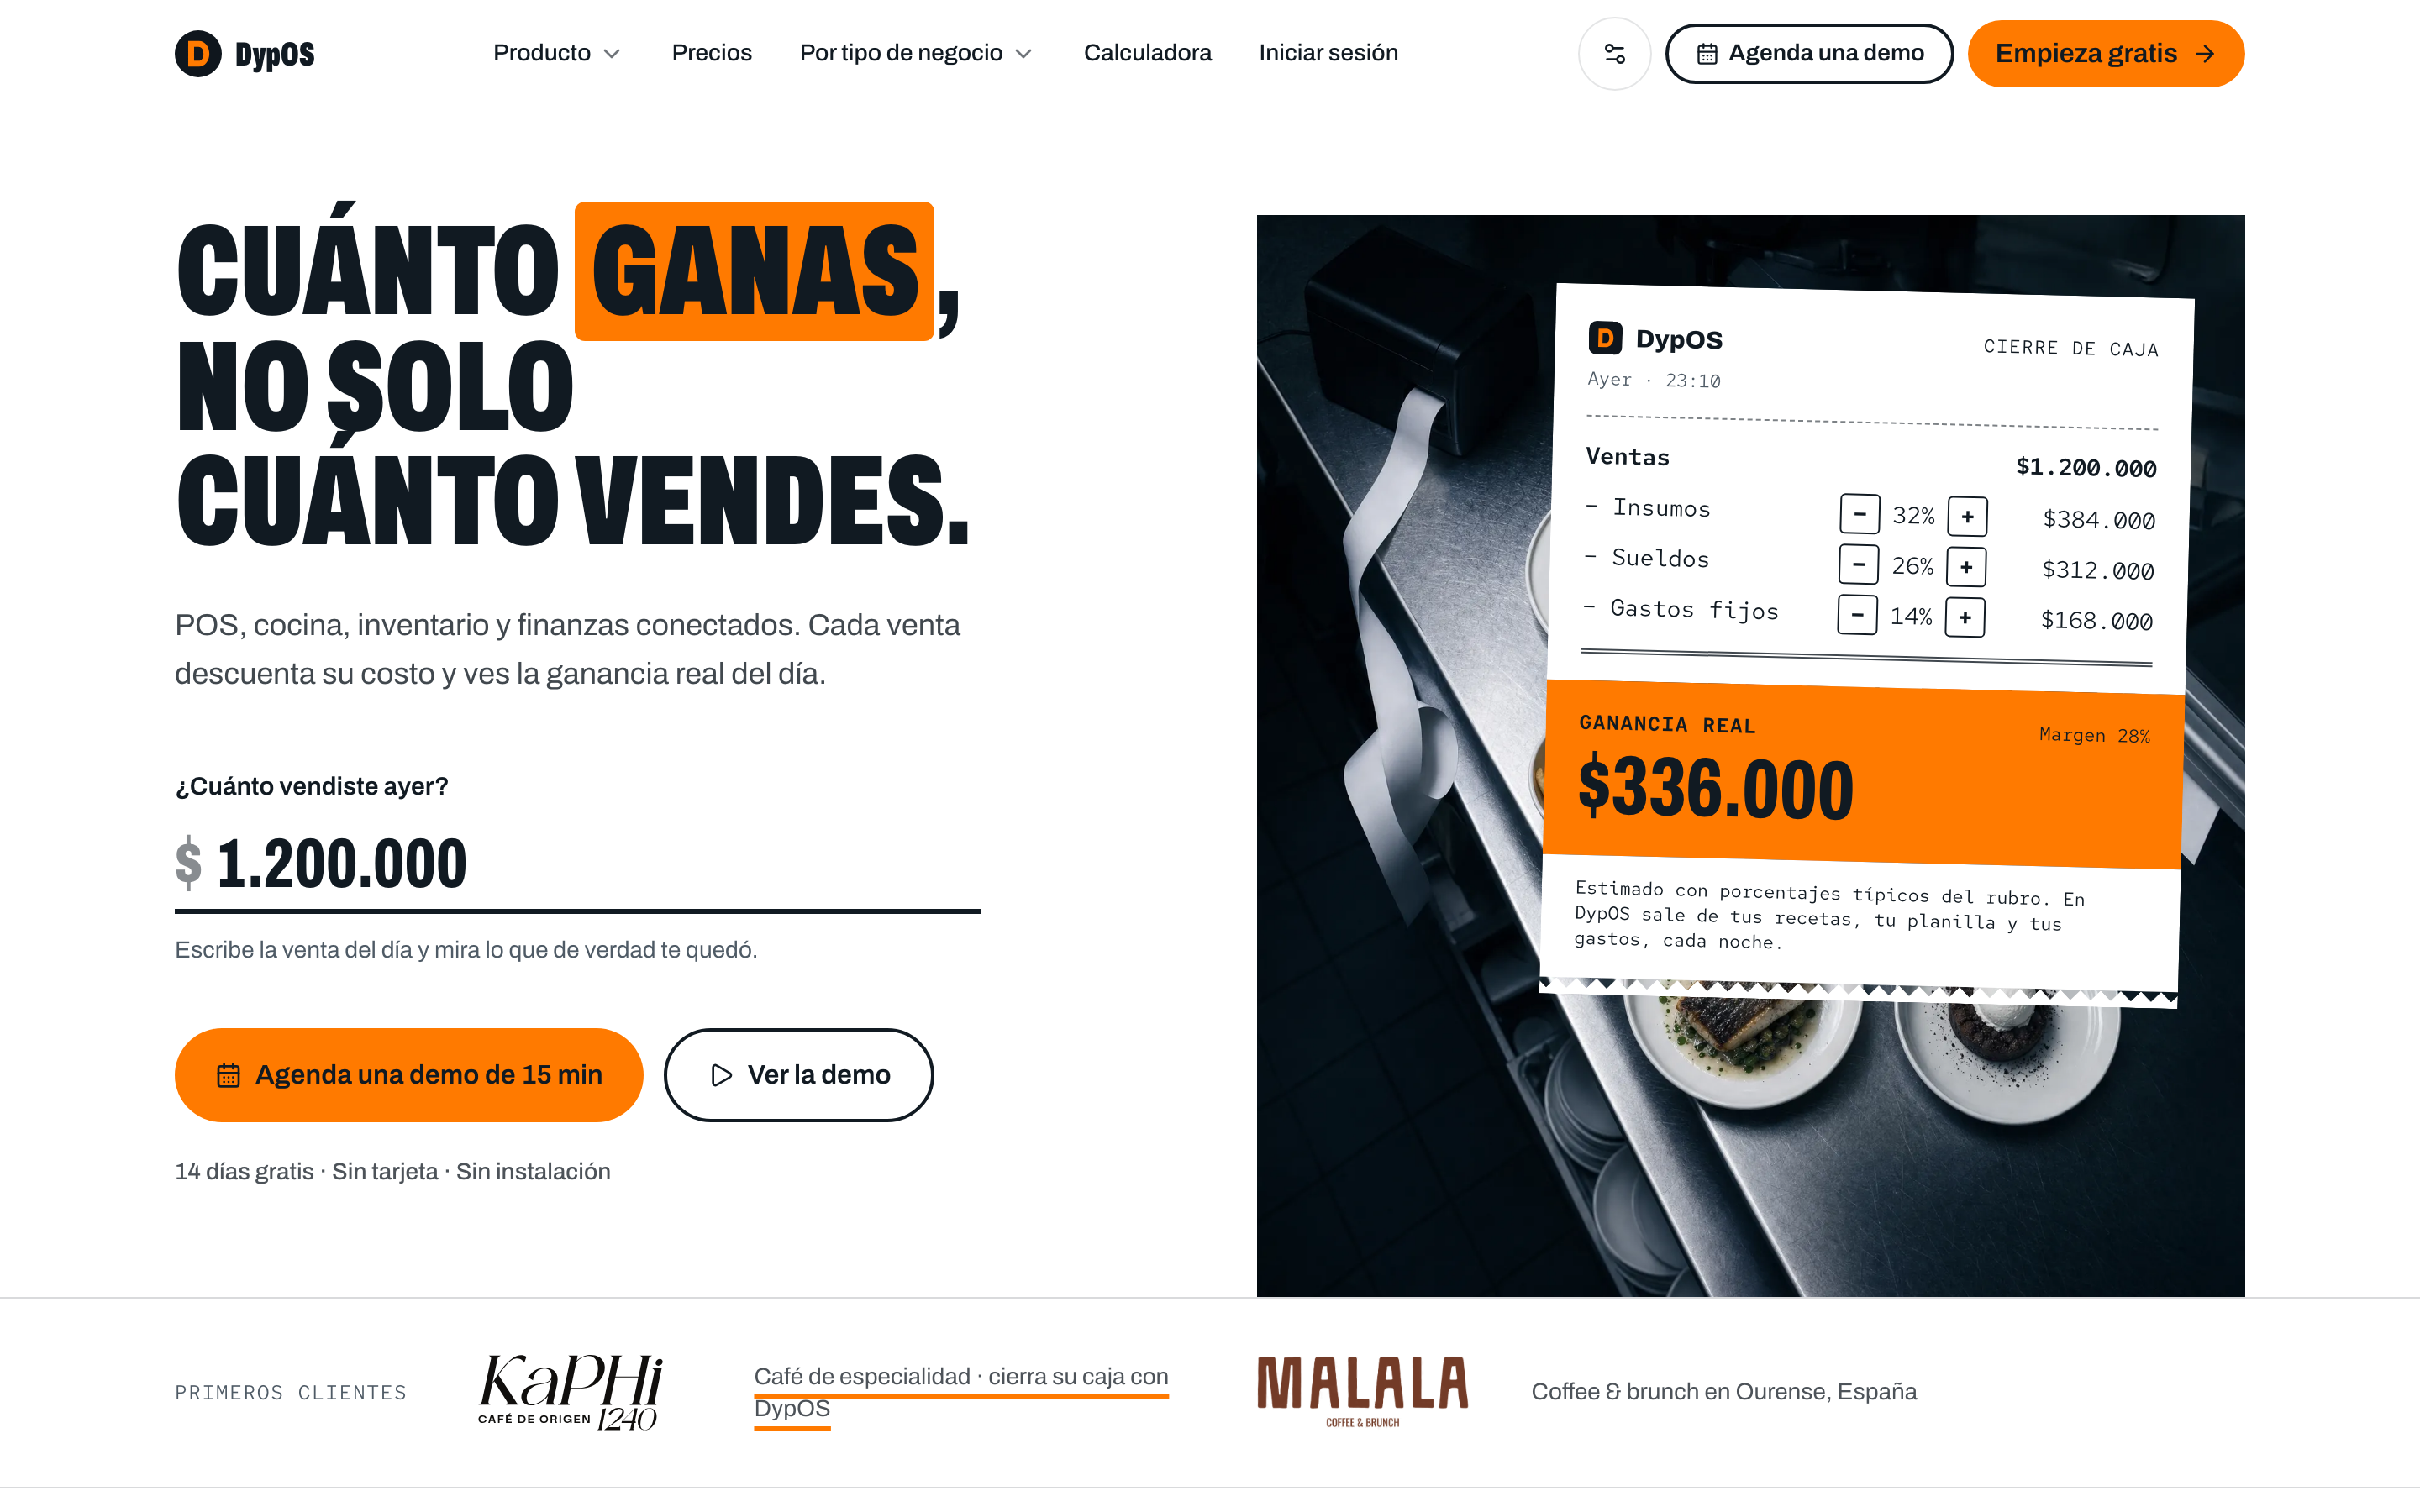 D DypOS
Producto
Precios
Por tipo de negocio
Calculadora
Iniciar sesión
Agenda una demo
Empieza gratis
CUÁNTO GANAS,
NO SOLO
CUÁNTO VENDES.
POS, cocina, inventario y finanzas conectados. Cada venta
descuenta su costo y ves la ganancia real del día.
¿Cuánto vendiste ayer?
$ 1.200.000
Escribe la venta del día y mira lo que de verdad te quedó.
Agenda una demo de 15 min
Ver la demo
14 días gratis · Sin tarjeta · Sin instalación
D DypOS
CIERRE DE CAJA
Ayer · 23:10
Ventas $1.200.000
− Insumos − 32% + $384.000
− Sueldos − 26% + $312.000
− Gastos fijos − 14% + $168.000
GANANCIA REAL
Margen 28%
$336.000
Estimado con porcentajes típicos del rubro. En
DypOS sale de tus recetas, tu planilla y tus
gastos, cada noche.
PRIMEROS CLIENTES
KaPHi
CAFÉ DE ORIGEN 1240
Café de especialidad · cierra su caja con
DypOS
MALALA
COFFEE & BRUNCH
Coffee & brunch en Ourense, España